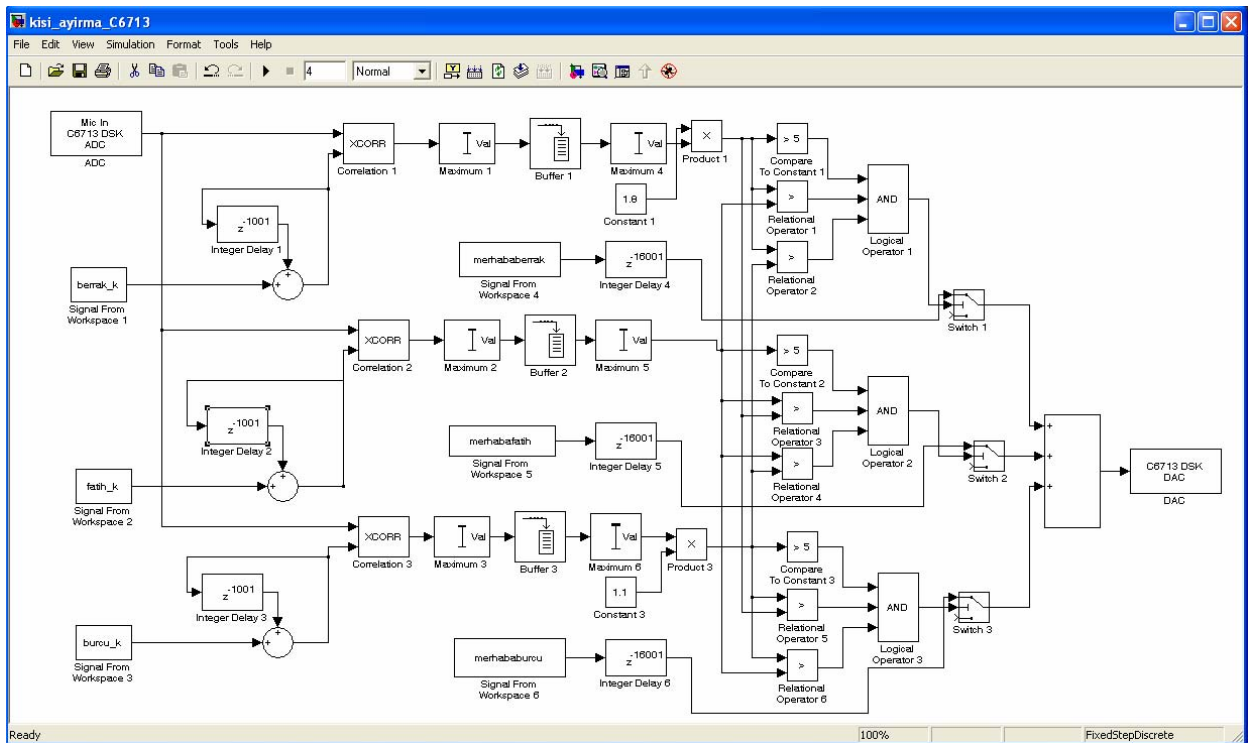 kisi_ayirma_C6713
File Edit View Simulation Format Tools Help
4 Normal
Mic In
C6713 DSK
ADC
ADC
XCORR
Correlation 1
Val
Maximum 1
Buffer 1
Val
Maximum 4
×
Product 1
1.8
Constant 1
> 5
Compare
To Constant 1
>
Relational
Operator 1
>
Relational
Operator 2
AND
Logical
Operator 1
z-1001
Integer Delay 1
berrak_k
Signal From
Workspace 1
+
+
merhababerrak
Signal From
Workspace 4
z-16001
Integer Delay 4
Switch 1
XCORR
Correlation 2
Val
Maximum 2
Buffer 2
Val
Maximum 5
> 5
Compare
To Constant 2
>
Relational
Operator 3
>
Relational
Operator 4
AND
Logical
Operator 2
z-1001
Integer Delay 2
fatih_k
Signal From
Workspace 2
+
+
merhabafatih
Signal From
Workspace 5
z-16001
Integer Delay 5
Switch 2
+
+
+
C6713 DSK
DAC
DAC
XCORR
Correlation 3
Val
Maximum 3
Buffer 3
Val
Maximum 6
×
Product 3
1.1
Constant 3
> 5
Compare
To Constant 3
>
Relational
Operator 5
>
Relational
Operator 6
AND
Logical
Operator 3
z-1001
Integer Delay 3
burcu_k
Signal From
Workspace 3
+
+
merhababurcu
Signal From
Workspace 6
z-16001
Integer Delay 6
Switch 3
Ready 100% FixedStepDiscrete